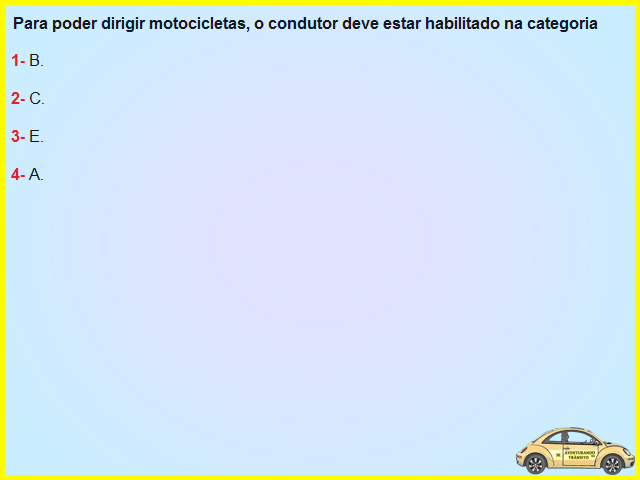 Para poder dirigir motocicletas, o condutor deve estar habilitado na categoria
1- B.
2- C.
3- E.
4- A.
AVENTURANDO
TRÂNSITO